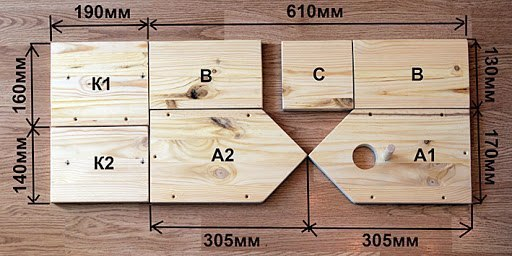 190мм 610мм
160мм К1 В С В 130мм
140мм К2 А2 А1 170мм
305мм 305мм